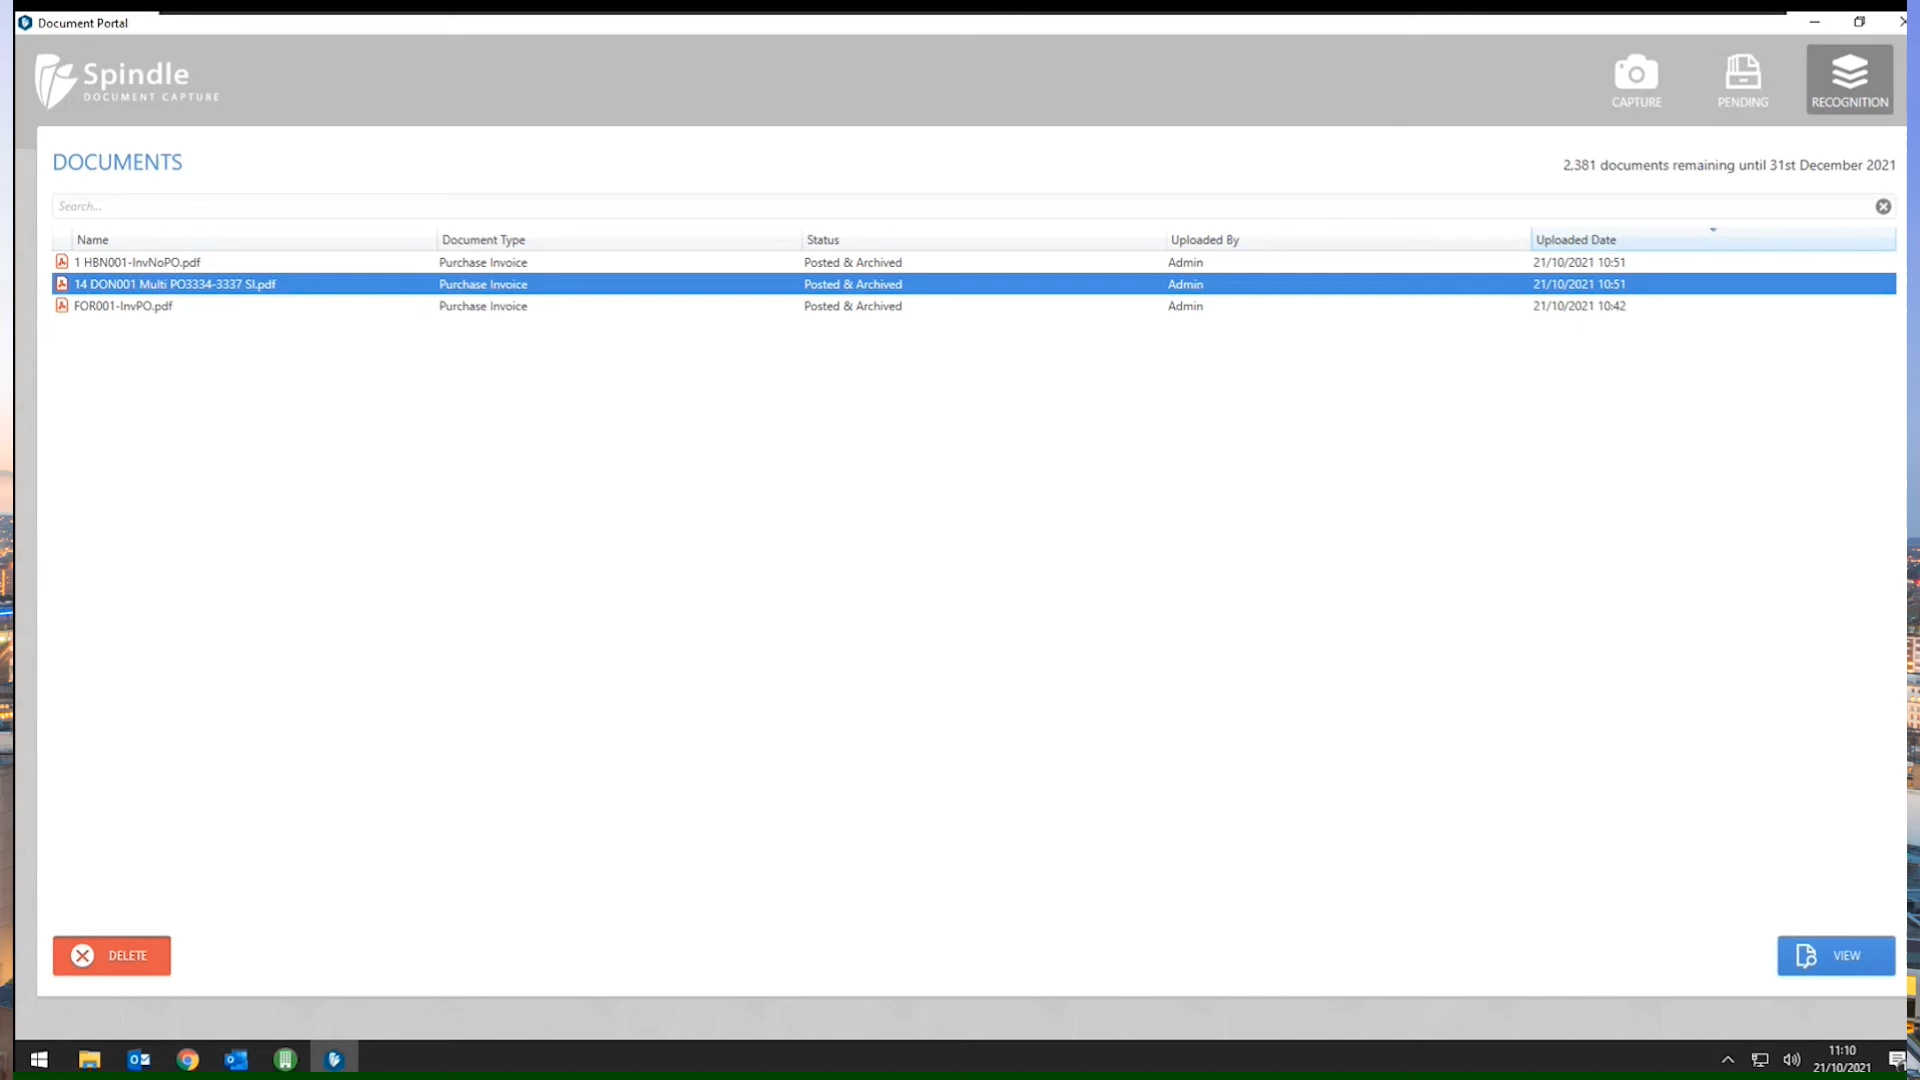 Document Portal
Spindle
DOCUMENT CAPTURE
CAPTURE
PENDING
RECOGNITION
DOCUMENTS
2,381 documents remaining until 31st December 2021
Search...
Name Document Type Status Uploaded By Uploaded Date
1 HBN001-InvNoPO.pdf Purchase Invoice Posted & Archived Admin 21/10/2021 10:51
14 DON001 Multi PO3334-3337 SI.pdf Purchase Invoice Posted & Archived Admin 21/10/2021 10:51
FOR001-InvPO.pdf Purchase Invoice Posted & Archived Admin 21/10/2021 10:42
DELETE
VIEW
11:10
21/10/2021